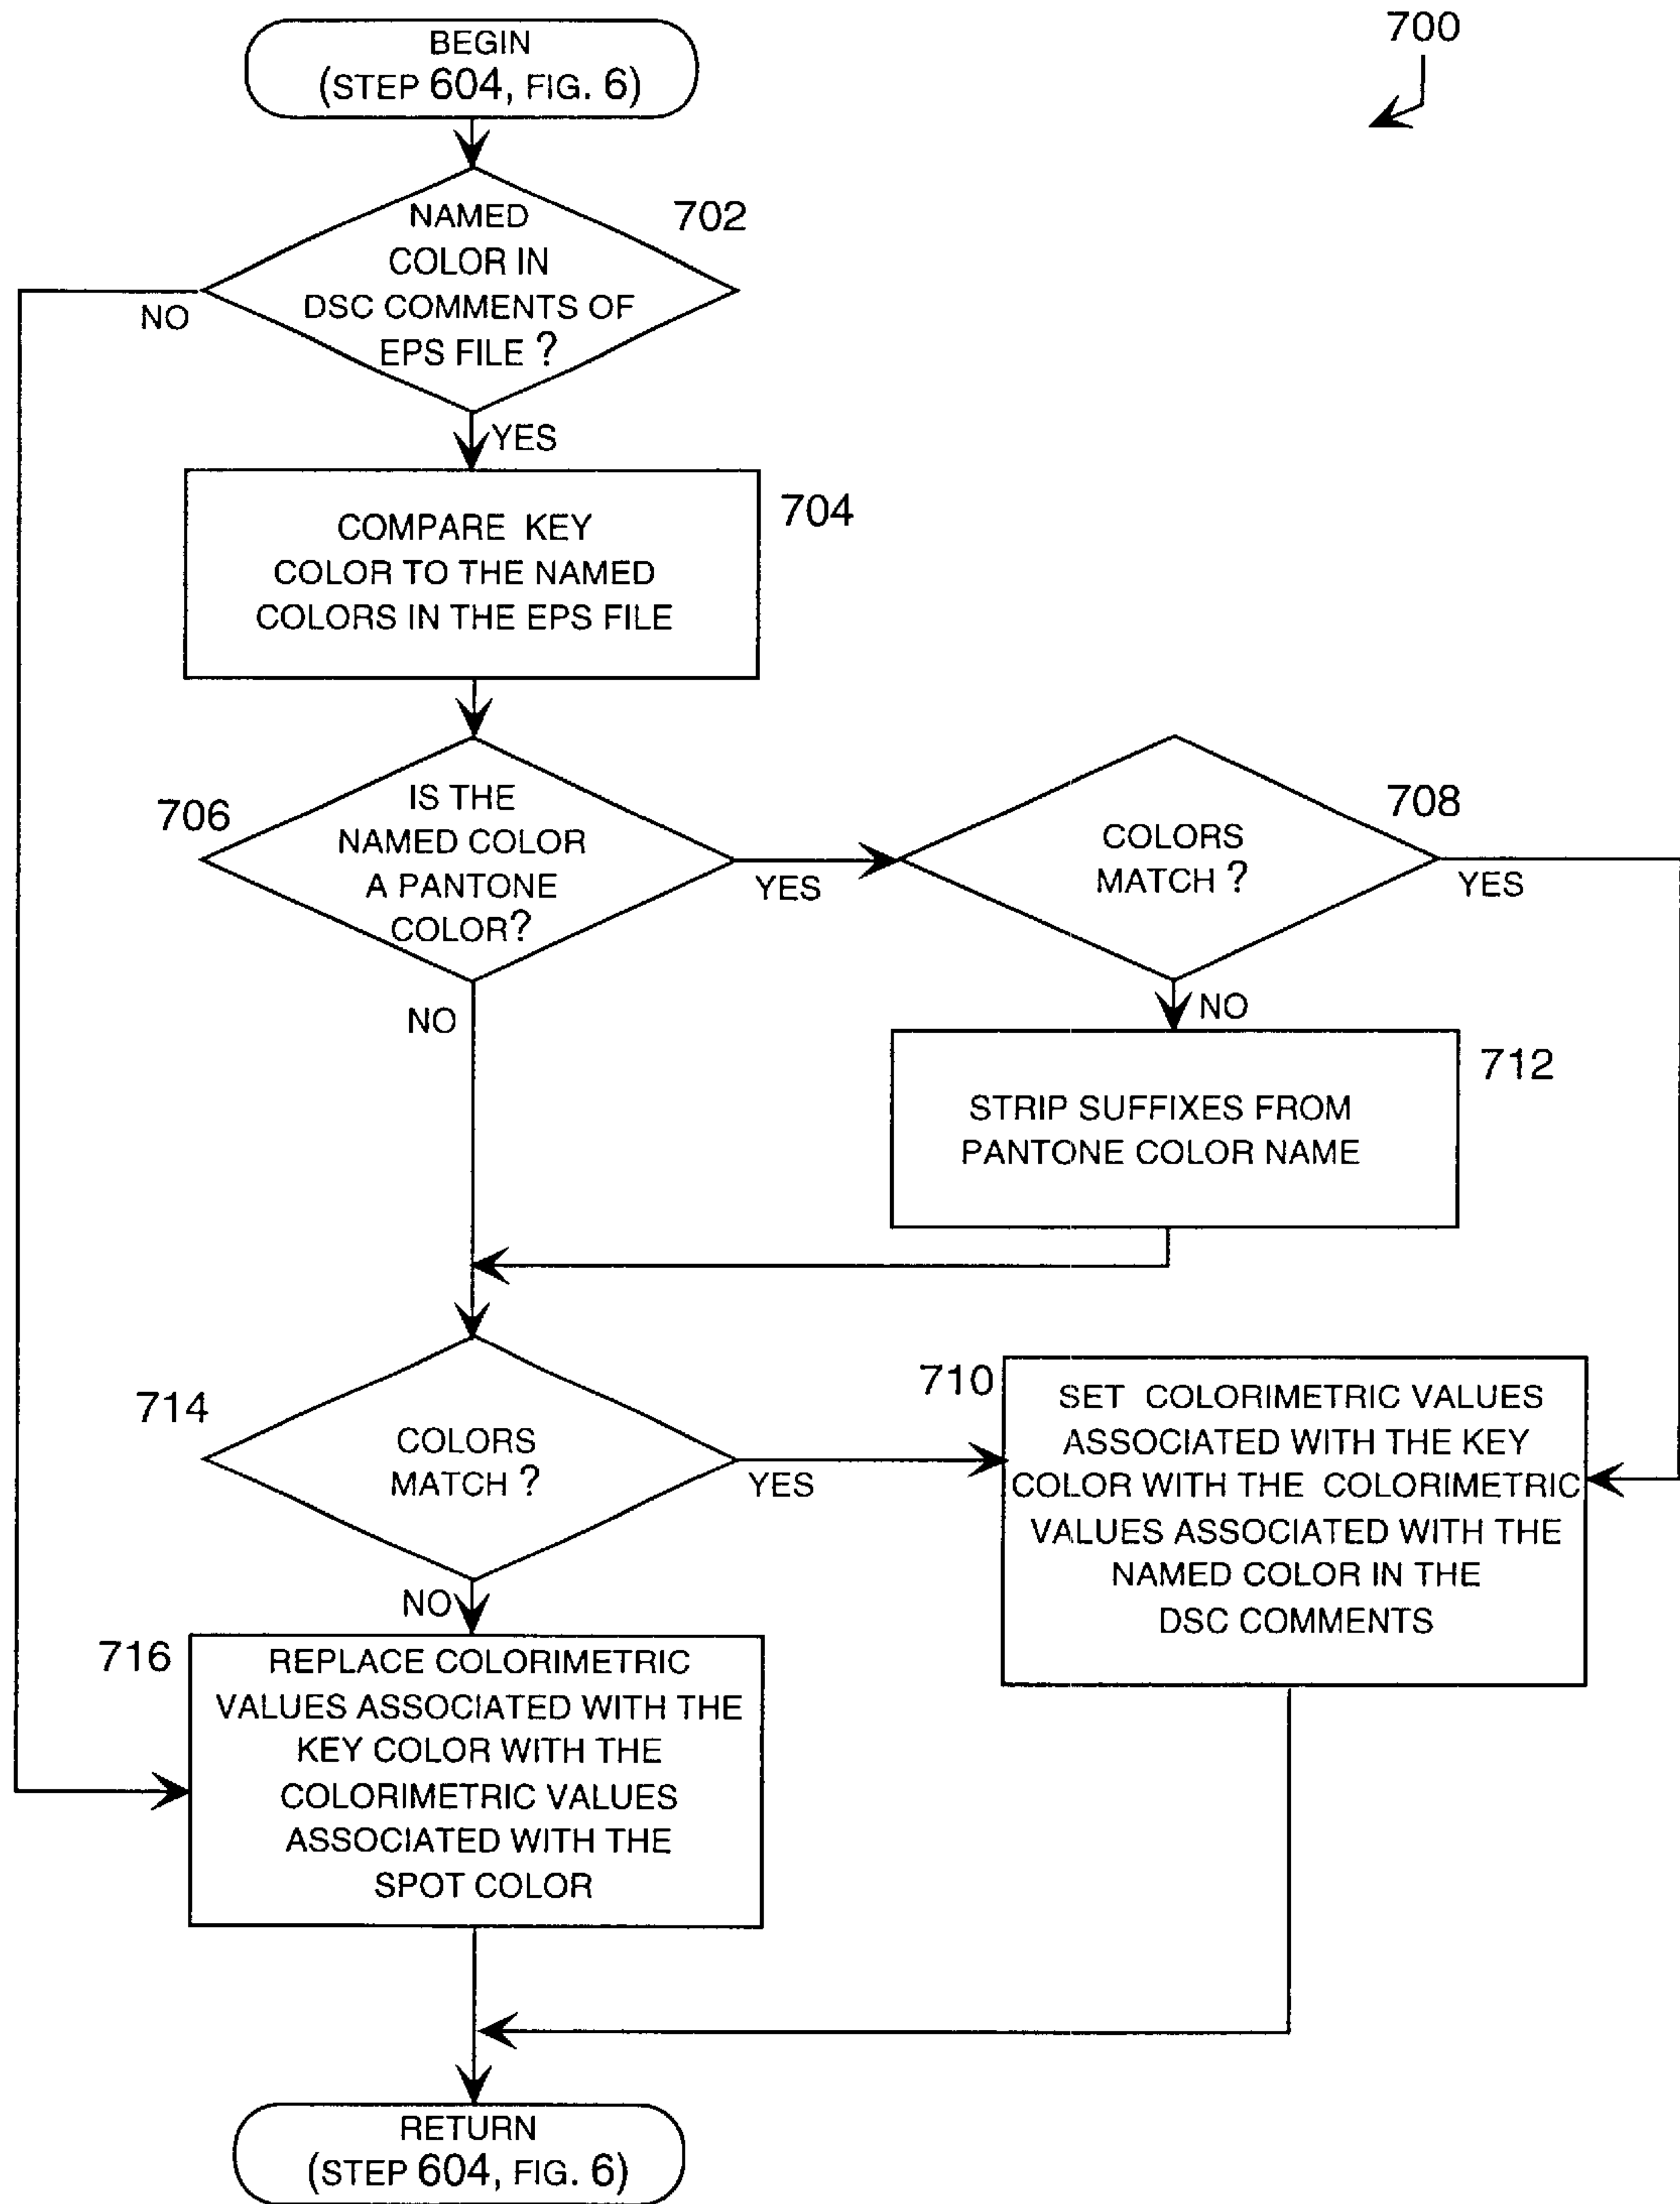 BEGIN
(STEP 604, FIG. 6)
700
NAMED
COLOR IN
DSC COMMENTS OF
EPS FILE ?
702
NO
YES
COMPARE KEY
COLOR TO THE NAMED
COLORS IN THE EPS FILE
704
706
IS THE
NAMED COLOR
A PANTONE
COLOR?
YES
NO
COLORS
MATCH ?
708
YES
NO
STRIP SUFFIXES FROM
PANTONE COLOR NAME
712
714
COLORS
MATCH ?
YES
NO
710
SET COLORIMETRIC VALUES
ASSOCIATED WITH THE KEY
COLOR WITH THE COLORIMETRIC
VALUES ASSOCIATED WITH THE
NAMED COLOR IN THE
DSC COMMENTS
716
REPLACE COLORIMETRIC
VALUES ASSOCIATED WITH THE
KEY COLOR WITH THE
COLORIMETRIC VALUES
ASSOCIATED WITH THE
SPOT COLOR
RETURN
(STEP 604, FIG. 6)